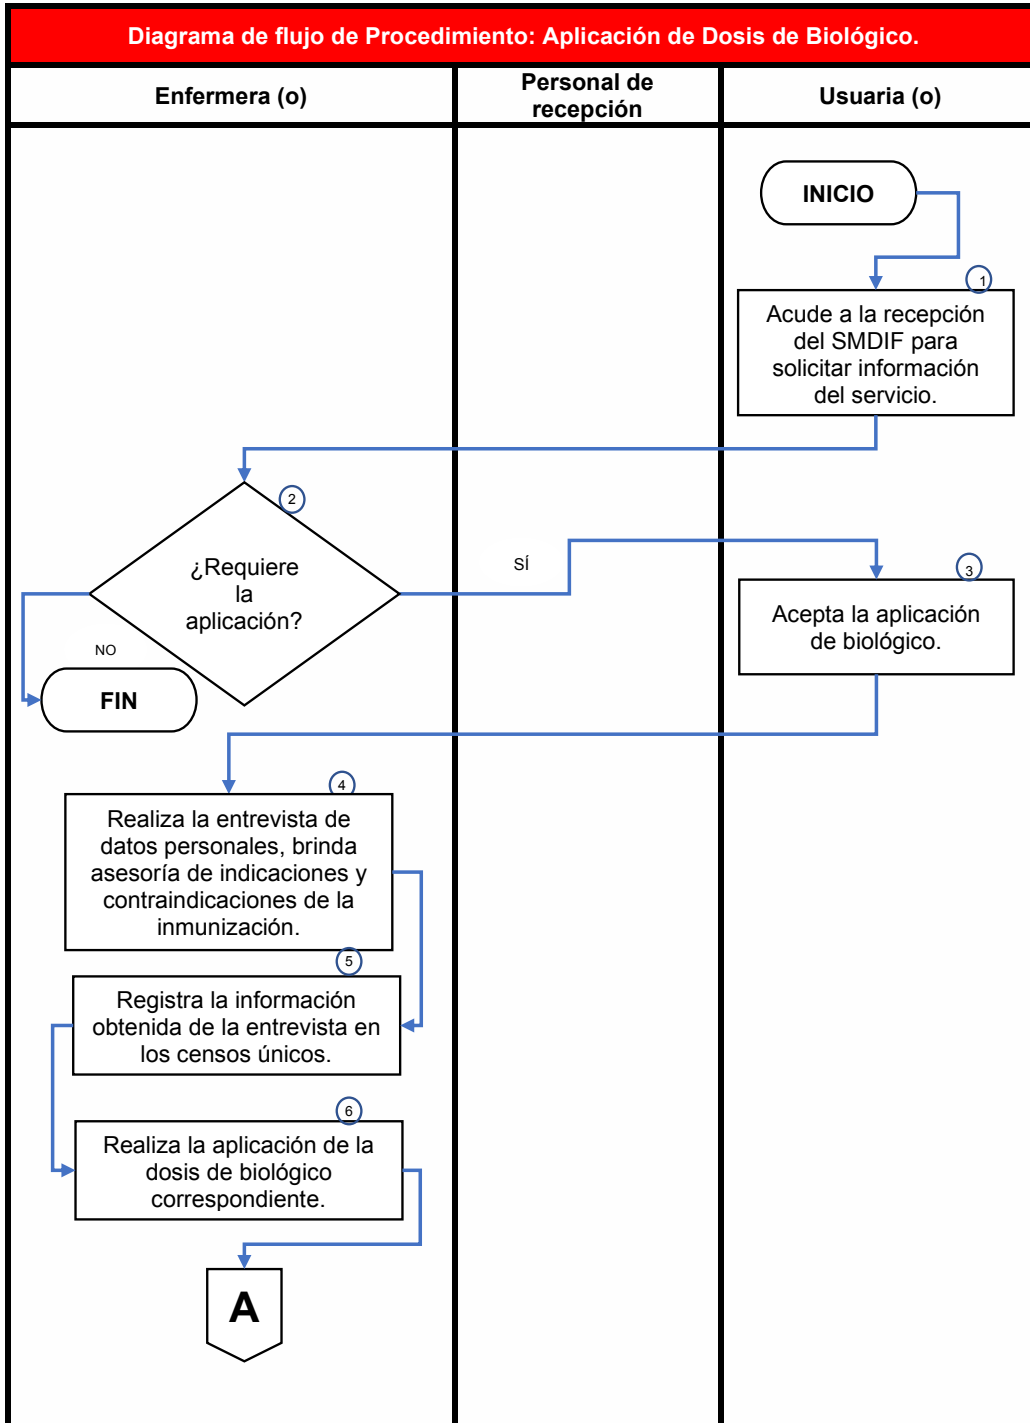 Diagrama de flujo de Procedimiento: Aplicación de Dosis de Biológico.
Enfermera (o)
Personal de
recepción
Usuaria (o)
INICIO
1
Acude a la recepción
del SMDIF para
solicitar información
del servicio.
2
¿Requiere
la
aplicación?
SÍ
NO
FIN
3
Acepta la aplicación
de biológico.
4
Realiza la entrevista de
datos personales, brinda
asesoría de indicaciones y
contraindicaciones de la
inmunización.
5
Registra la información
obtenida de la entrevista en
los censos únicos.
6
Realiza la aplicación de la
dosis de biológico
correspondiente.
A